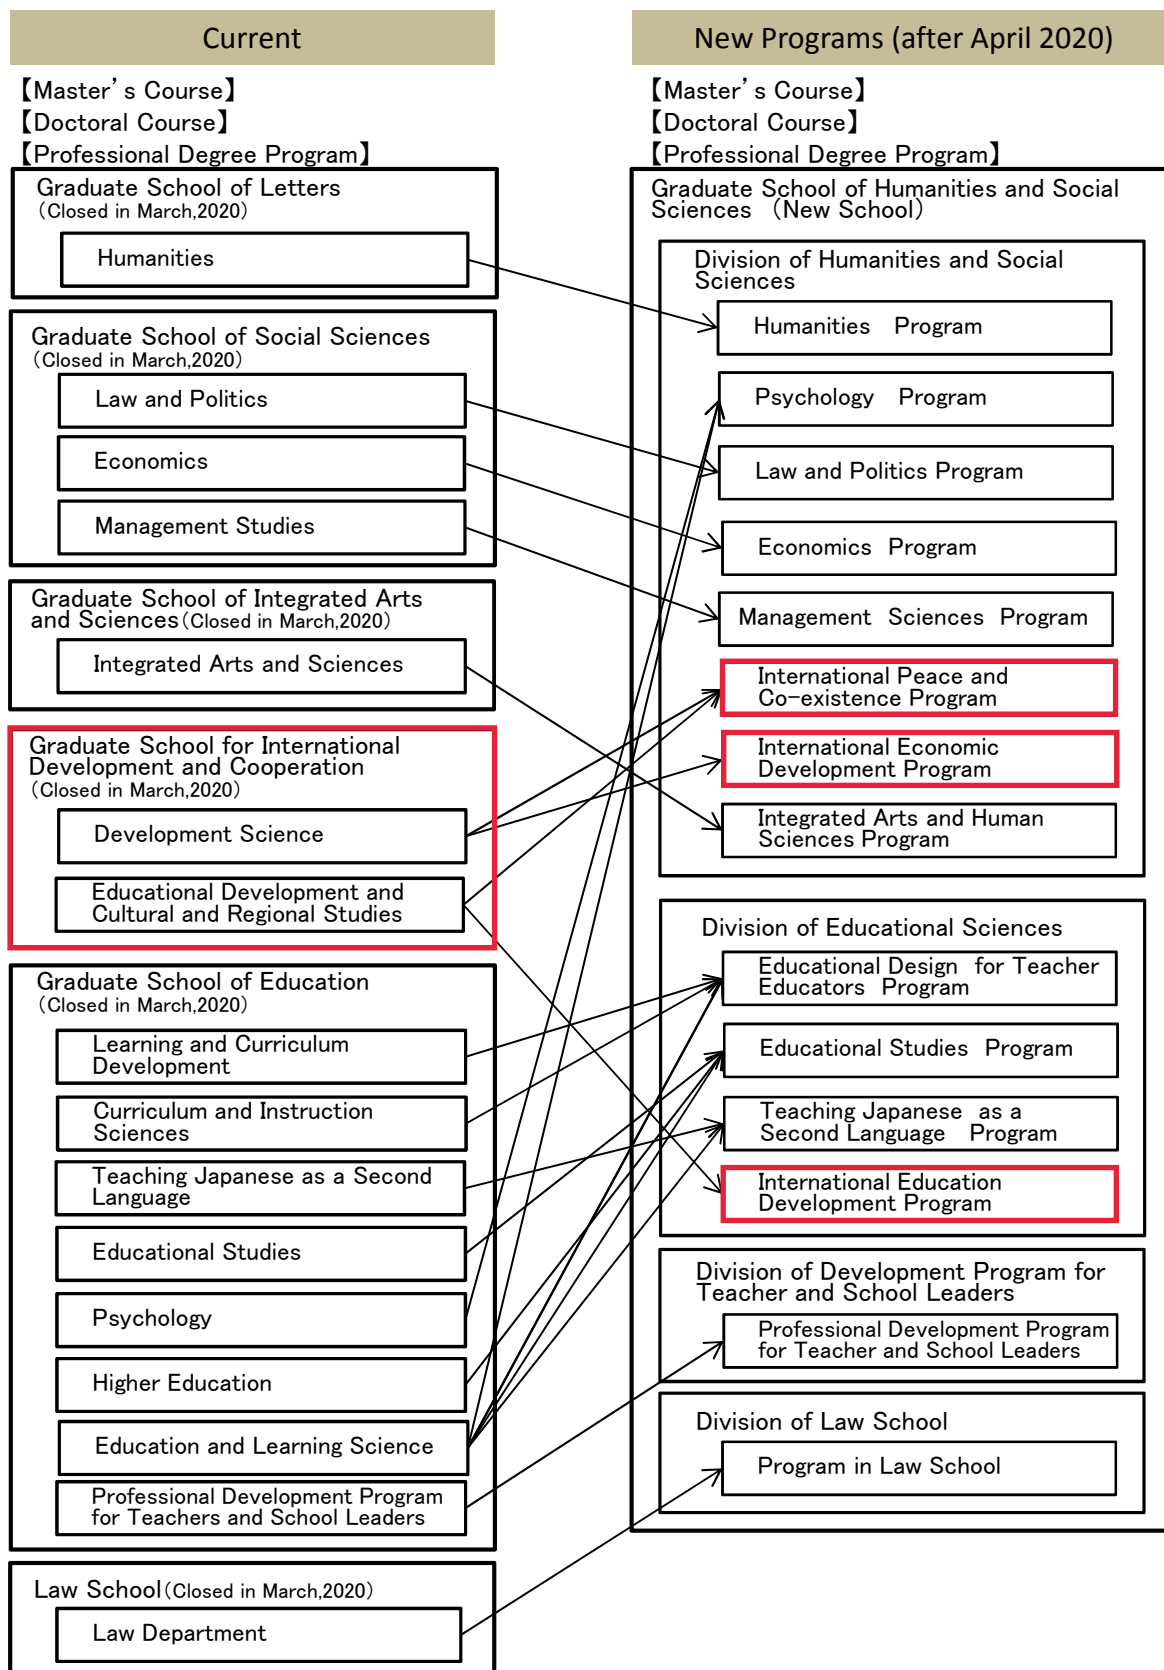 Current
【Master’s Course】
【Doctoral Course】
【Professional Degree Program】
Graduate School of Letters
(Closed in March,2020)
Humanities
Graduate School of Social Sciences
(Closed in March,2020)
Law and Politics
Economics
Management Studies
Graduate School of Integrated Arts
and Sciences(Closed in March,2020)
Integrated Arts and Sciences
Graduate School for International
Development and Cooperation
(Closed in March,2020)
Development Science
Educational Development and
Cultural and Regional Studies
Graduate School of Education
(Closed in March,2020)
Learning and Curriculum
Development
Curriculum and Instruction
Sciences
Teaching Japanese as a Second
Language
Educational Studies
Psychology
Higher Education
Education and Learning Science
Professional Development Program
for Teachers and School Leaders
Law School(Closed in March,2020)
Law Department
New Programs (after April 2020)
【Master’s Course】
【Doctoral Course】
【Professional Degree Program】
Graduate School of Humanities and Social
Sciences （New School）
Division of Humanities and Social
Sciences
Humanities Program
Psychology Program
Law and Politics Program
Economics Program
Management Sciences Program
International Peace and
Co-existence Program
International Economic
Development Program
Integrated Arts and Human
Sciences Program
Division of Educational Sciences
Educational Design for Teacher
Educators Program
Educational Studies Program
Teaching Japanese as a
Second Language Program
International Education
Development Program
Division of Development Program for
Teacher and School Leaders
Professional Development Program
for Teacher and School Leaders
Division of Law School
Program in Law School